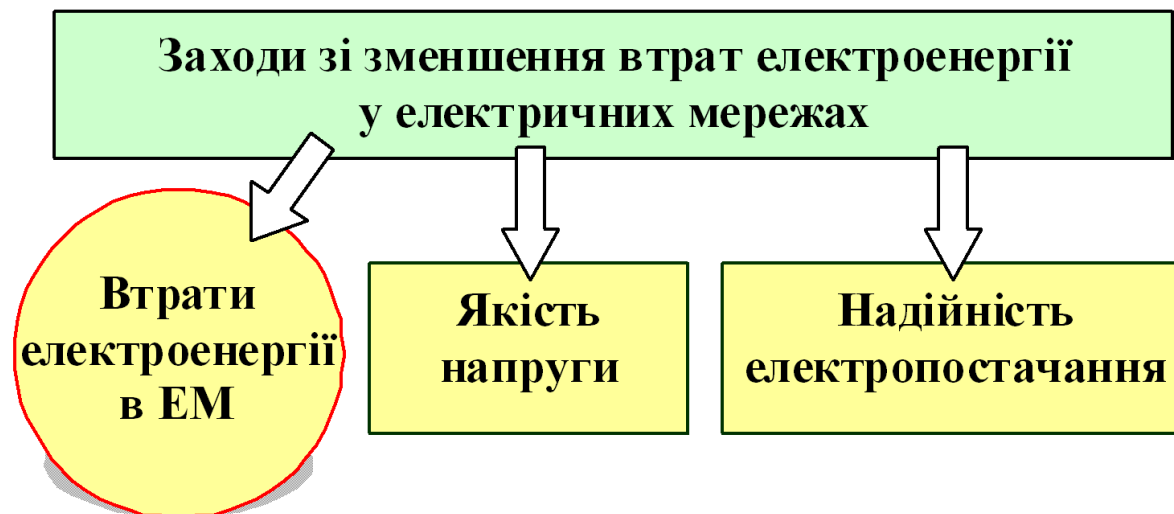 Заходи зі зменшення втрат електроенергії
у електричних мережах
Втрати
електроенергії
в ЕМ
Якість
напруги
Надійність
електропостачання